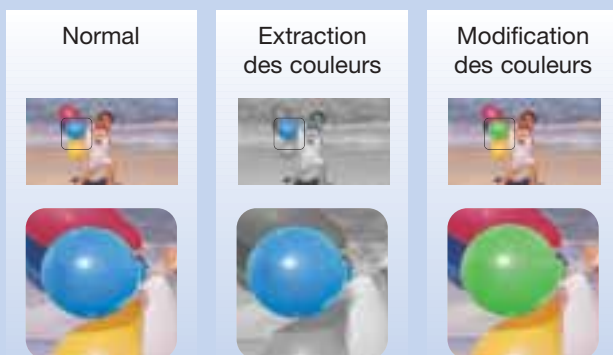 Normal
Extraction
des couleurs
Modification
des couleurs